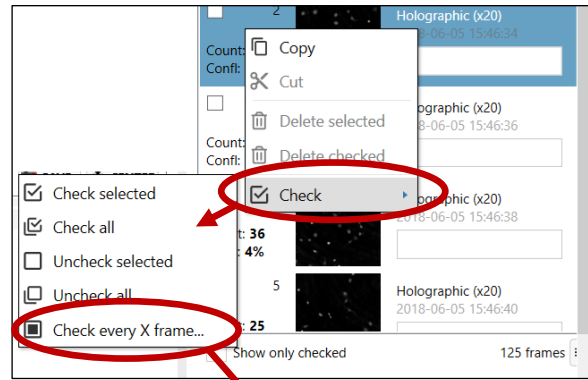 2
Holographic (x20)
2018-06-05 15:46:34
Count:
Confl:
Copy
Cut
ographic (x20)
8-06-05 15:46:36
Delete selected
Count:
Confl:
Delete checked
Check
Check selected
ographic (x20)
2018-06-05 15:46:38
Check all
t: 36
: 4%
Uncheck selected
Uncheck all
5
Holographic (x20)
2018-06-05 15:46:40
Check every X frame...
: 25
Show only checked
125 frames